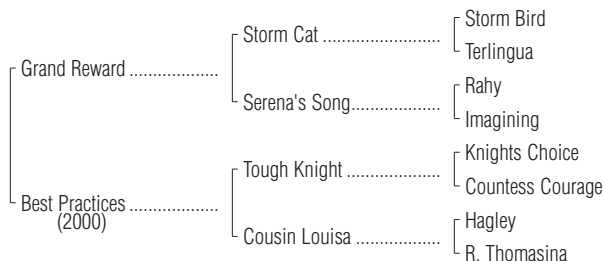 Storm Bird
Storm Cat ........................
Terlingua
Grand Reward ..................
Rahy
Serena's Song..................
Imagining
Knights Choice
Tough Knight ...................
Countess Courage
Best Practices ..................
(2000)
Hagley
Cousin Louisa .................
R. Thomasina